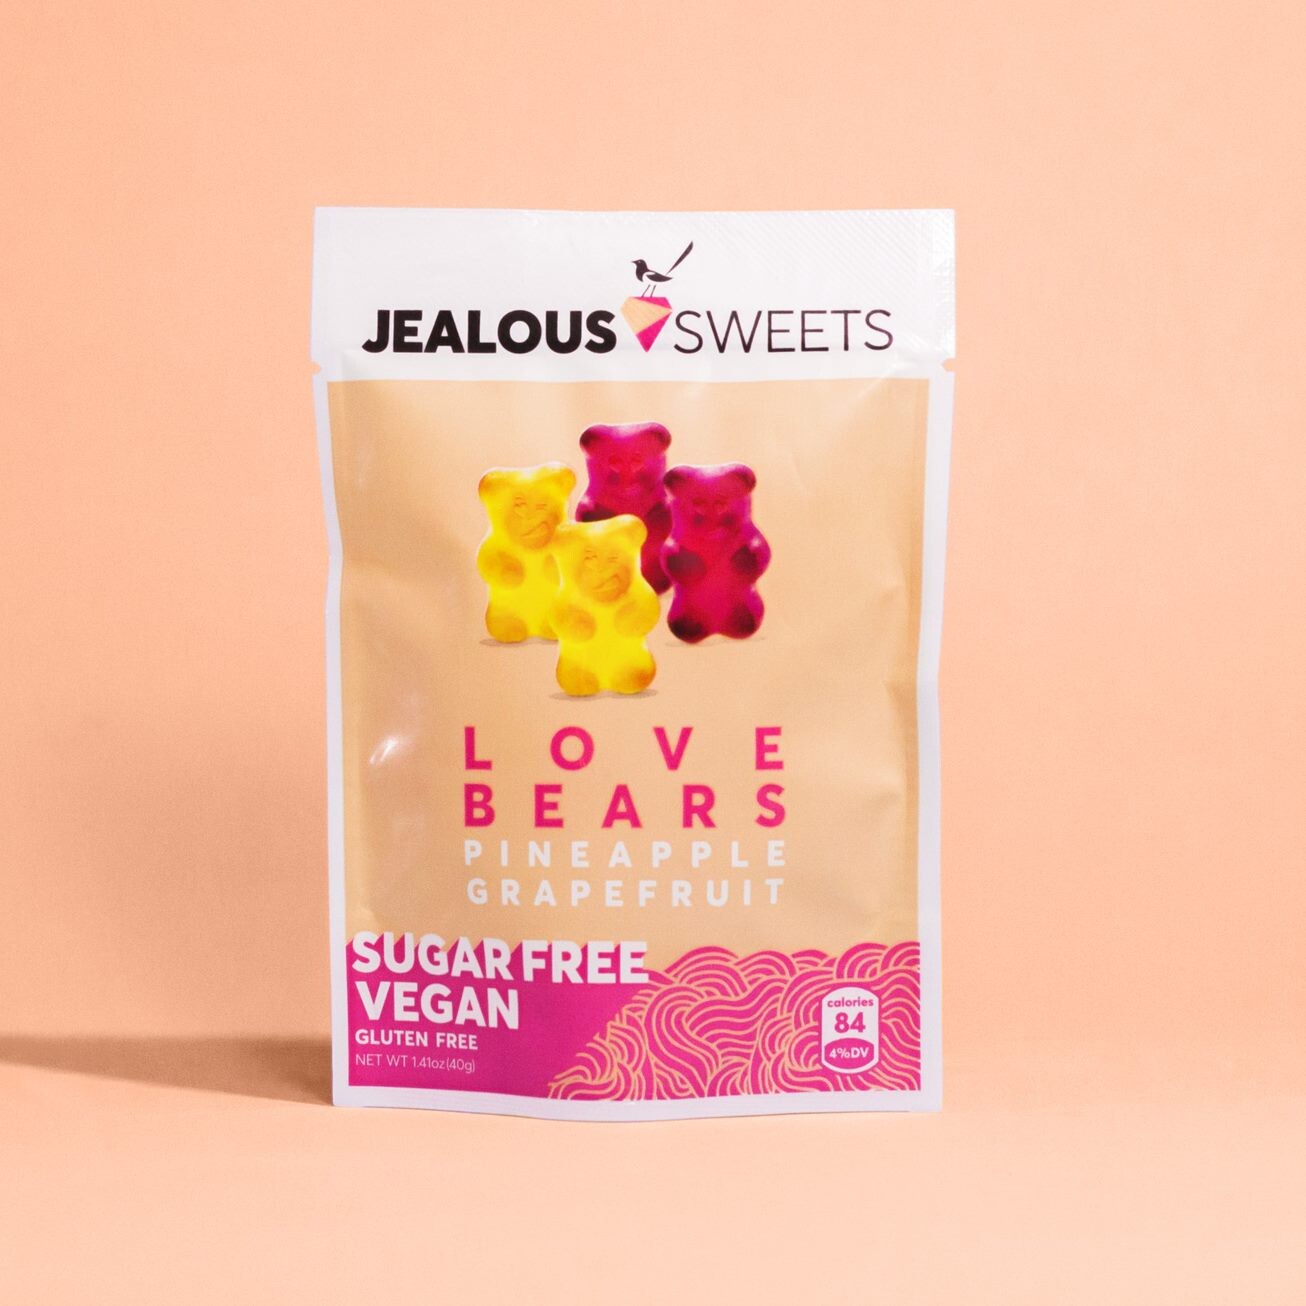 JEALOUS SWEETS
LOVE
BEARS
PINEAPPLE
GRAPEFRUIT
SUGAR FREE
VEGAN
GLUTEN FREE
NET WT 1.41oz(40g)
calories
84
4%DV